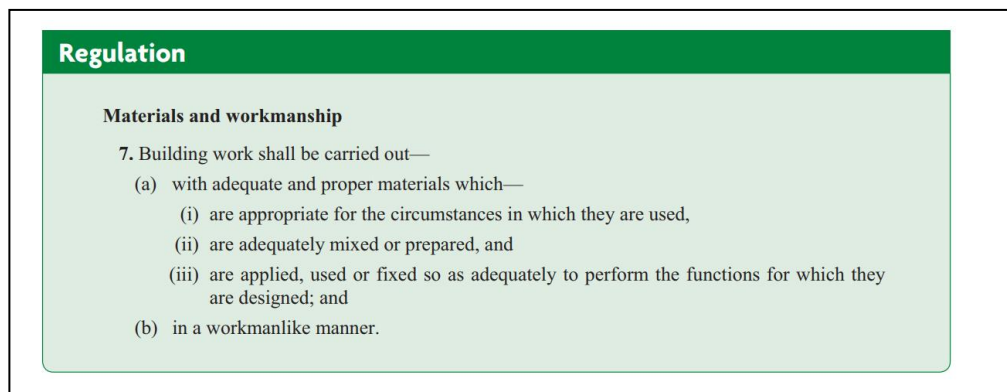 Regulation
Materials and workmanship
7. Building work shall be carried out—
(a) with adequate and proper materials which—
(i) are appropriate for the circumstances in which they are used,
(ii) are adequately mixed or prepared, and
(iii) are applied, used or fixed so as adequately to perform the functions for which they
are designed; and
(b) in a workmanlike manner.